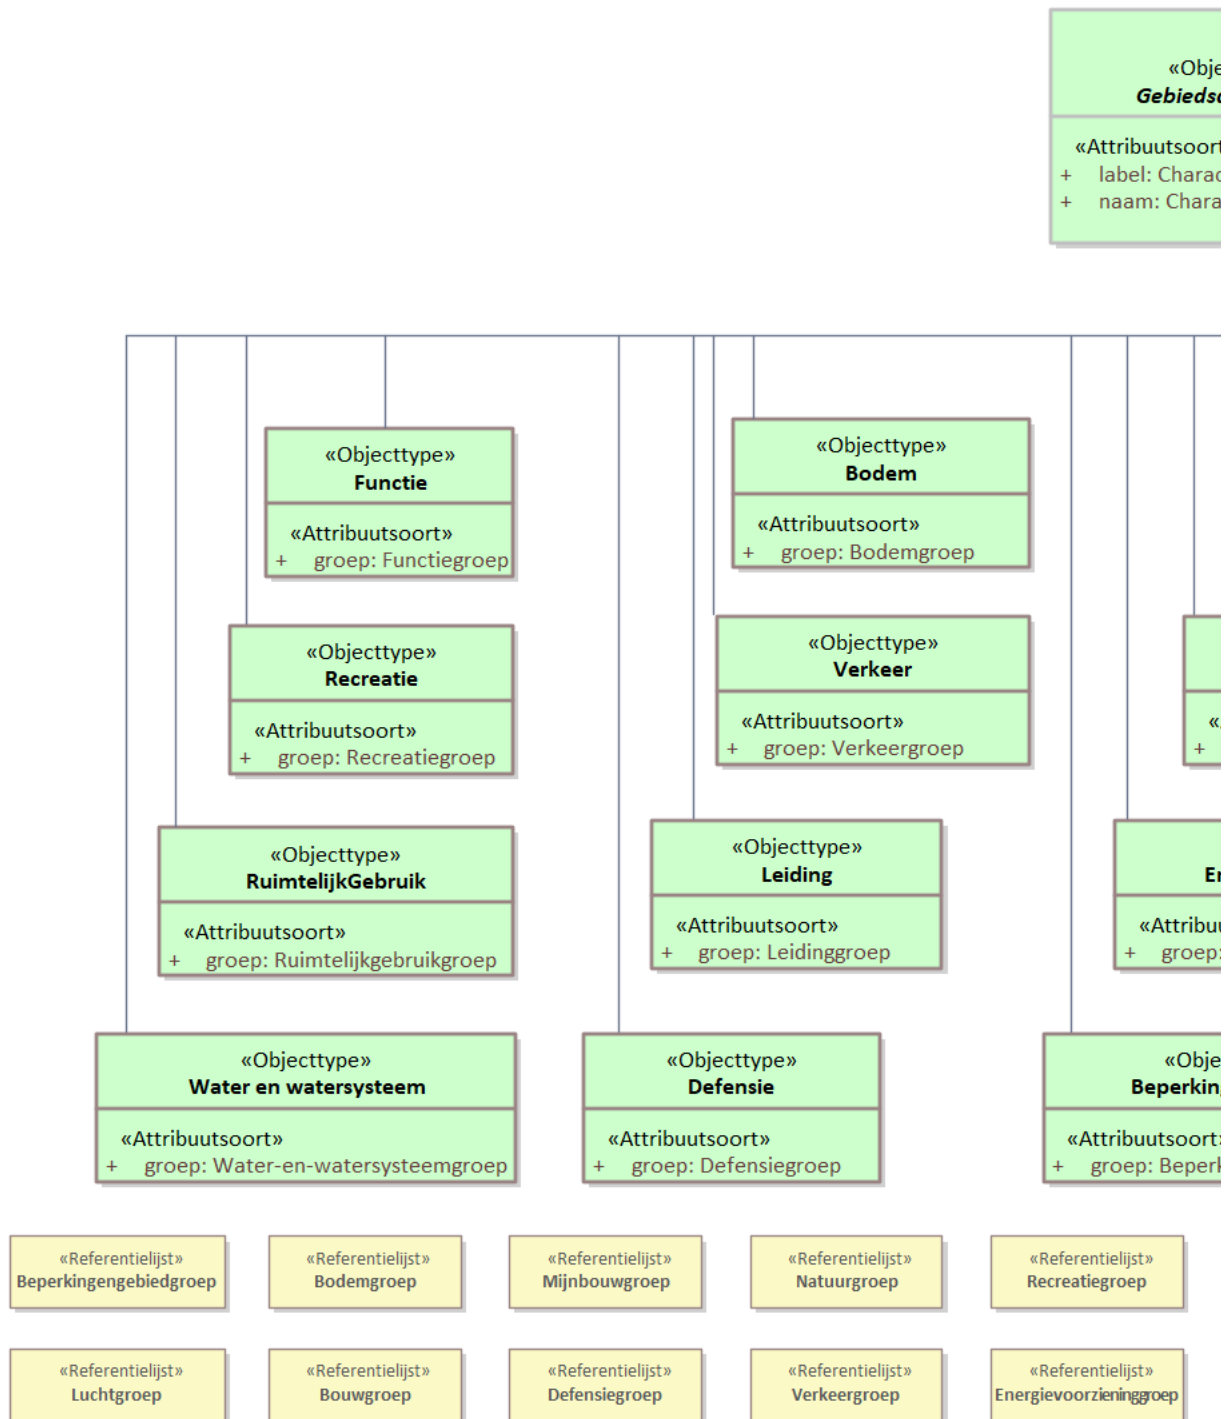 «Obje
Gebieds
«Attribuutsoort
+ label: Charac
+ naam: Chara
«Objecttype»
Functie
«Attribuutsoort»
+ groep: Functiegroep
«Objecttype»
Bodem
«Attribuutsoort»
+ groep: Bodemgroep
«Objecttype»
Recreatie
«Attribuutsoort»
+ groep: Recreatiegroep
«Objecttype»
Verkeer
«Attribuutsoort»
+ groep: Verkeergroep
+
«Objecttype»
RuimtelijkGebruik
«Attribuutsoort»
+ groep: Ruimtelijkgebruikgroep
«Objecttype»
Leiding
«Attribuutsoort»
+ groep: Leidinggroep
«Attribu
+ groep:
«Objecttype»
Water en watersysteem
«Attribuutsoort»
+ groep: Water-en-watersysteemgroep
«Objecttype»
Defensie
«Attribuutsoort»
+ groep: Defensiegroep
«Obje
Beperkin
«Attribuutsoort»
+ groep: Beper
«Referentielijst»
Beperkingengebiedgroep
«Referentielijst»
Bodemgroep
«Referentielijst»
Mijnbouwgroep
«Referentielijst»
Natuurgroep
«Referentielijst»
Recreatiegroep
«Referentielijst»
Luchtgroep
«Referentielijst»
Bouwgroep
«Referentielijst»
Defensiegroep
«Referentielijst»
Verkeergroep
«Referentielijst»
Energievoorzieninggroep